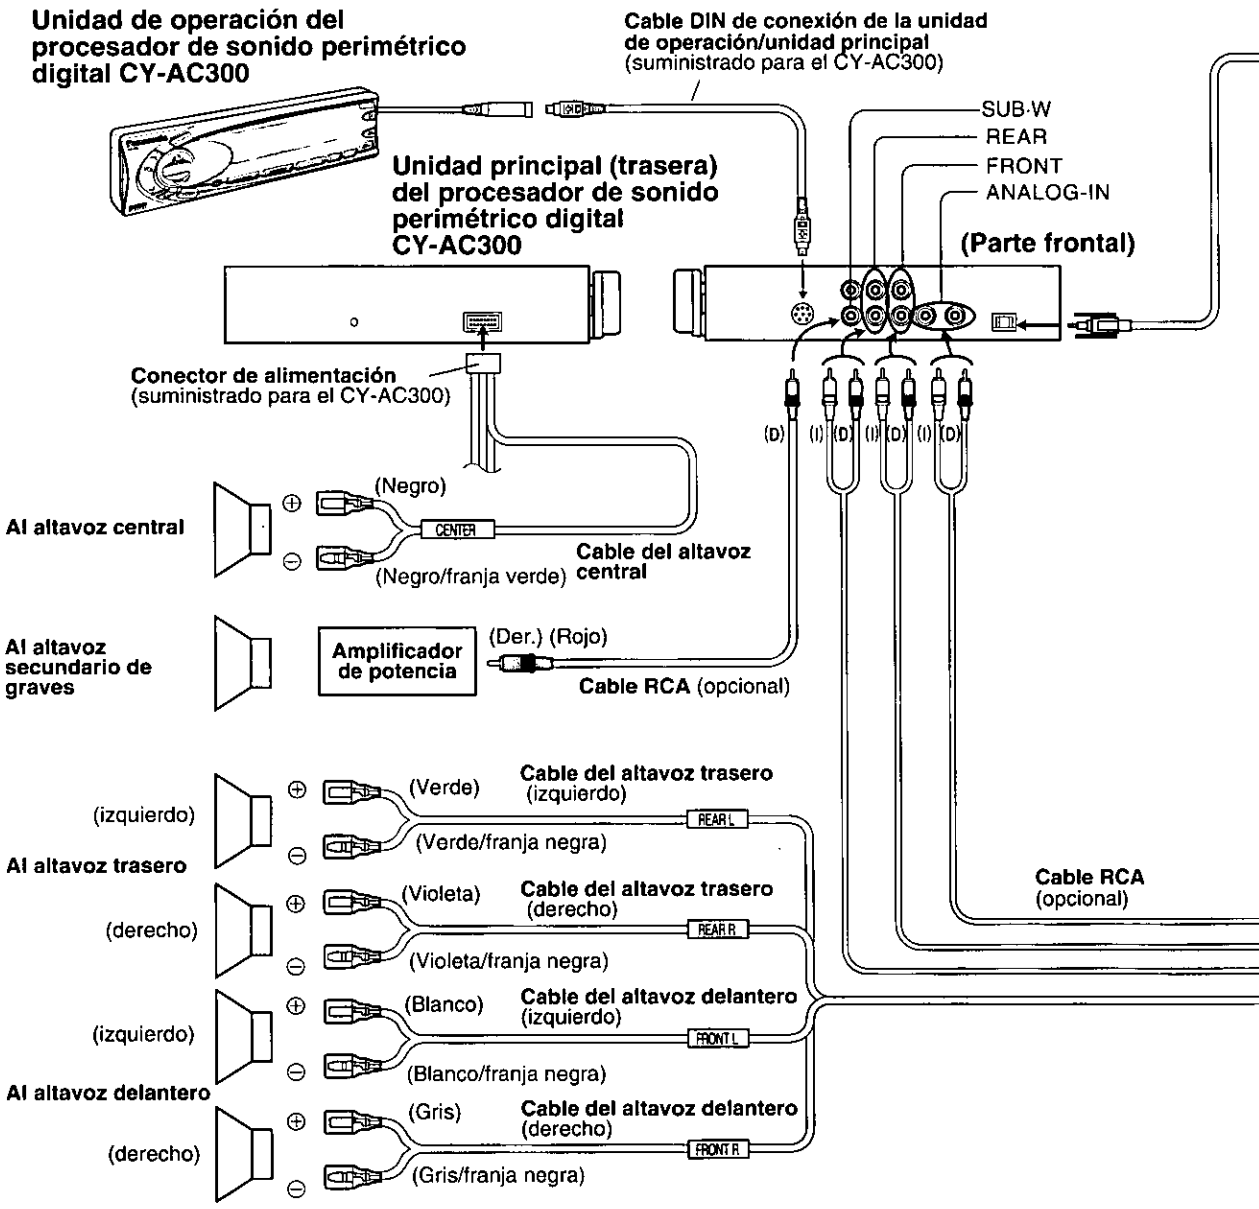 Unidad de operación del
procesador de sonido perimétrico
digital CY-AC300
Cable DIN de conexión de la unidad
de operación/unidad principal
(suministrado para el CY-AC300)
SUB·W
REAR
FRONT
ANALOG-IN
Panasonic
Unidad principal (trasera)
del procesador de sonido
perimétrico digital
CY-AC300
(Parte frontal)
Conector de alimentación
(suministrado para el CY-AC300)
(D) (I) (D) (I) (D) (I) (D)
Al altavoz central
⊕
(Negro)
CENTER
⊖
(Negro/franja verde)
Cable del altavoz
central
Al altavoz
secundario de
graves
Amplificador
de potencia
(Der.) (Rojo)
Cable RCA (opcional)
(izquierdo)
⊕
(Verde)
Cable del altavoz trasero
(izquierdo)
REAR L
⊖
(Verde/franja negra)
Al altavoz trasero
(derecho)
⊕
(Violeta)
Cable del altavoz trasero
(derecho)
REAR R
⊖
(Violeta/franja negra)
Cable RCA
(opcional)
(izquierdo)
⊕
(Blanco)
Cable del altavoz delantero
(izquierdo)
FRONT L
⊖
(Blanco/franja negra)
Al altavoz delantero
(derecho)
⊕
(Gris)
Cable del altavoz delantero
(derecho)
FRONT R
⊖
(Gris/franja negra)